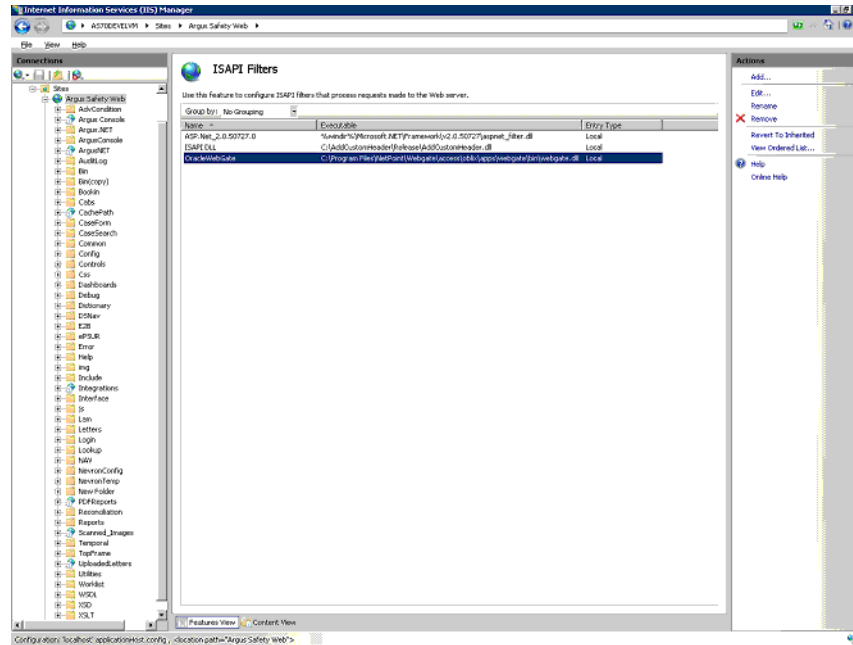 Internet Information Services (IIS) Manager
AS70DEVELVM Sites Argus Safety Web
File View Help
Connections
Sites
Argus Safety Web
AdvCondition
Argus Console
Argus.NET
ArgusConsole
ArgusNET
AuditLog
Bin
Bin(copy)
Bookin
Cabs
CachePath
CaseForm
CaseSearch
Common
Config
Controls
Css
Dashboards
Debug
Dictionary
DSNav
E2B
ePSUR
Error
Help
img
Include
Integrations
Interface
js
Lam
Letters
Login
Lookup
NAV
NevronConfig
NevronTemp
New Folder
PDFReports
Reconciliation
Reports
Scanned_Images
Temporal
TopFrame
UploadedLetters
Utilities
Worklist
WSDL
XSD
XSLT
ISAPI Filters
Use this feature to configure ISAPI filters that process requests made to the Web server.
Group by: No Grouping
Name Executable Entry Type
ASP.Net_2.0.50727.0 %windir%\Microsoft.NET\Framework\v2.0.50727\aspnet_filter.dll Local
ISAPI DLL C:\AddCustomHeader\Release\AddCustomHeader.dll Local
OracleWebGate C:\Program Files\NetPoint\Webgate\access\oblix\apps\webgate\bin\webgate.dll Local
Features View Content View
Actions
Add...
Edit...
Rename
Remove
Revert To Inherited
View Ordered List...
Help
Online Help
Configuration: 'localhost' applicationHost.config , <location path="Argus Safety Web">